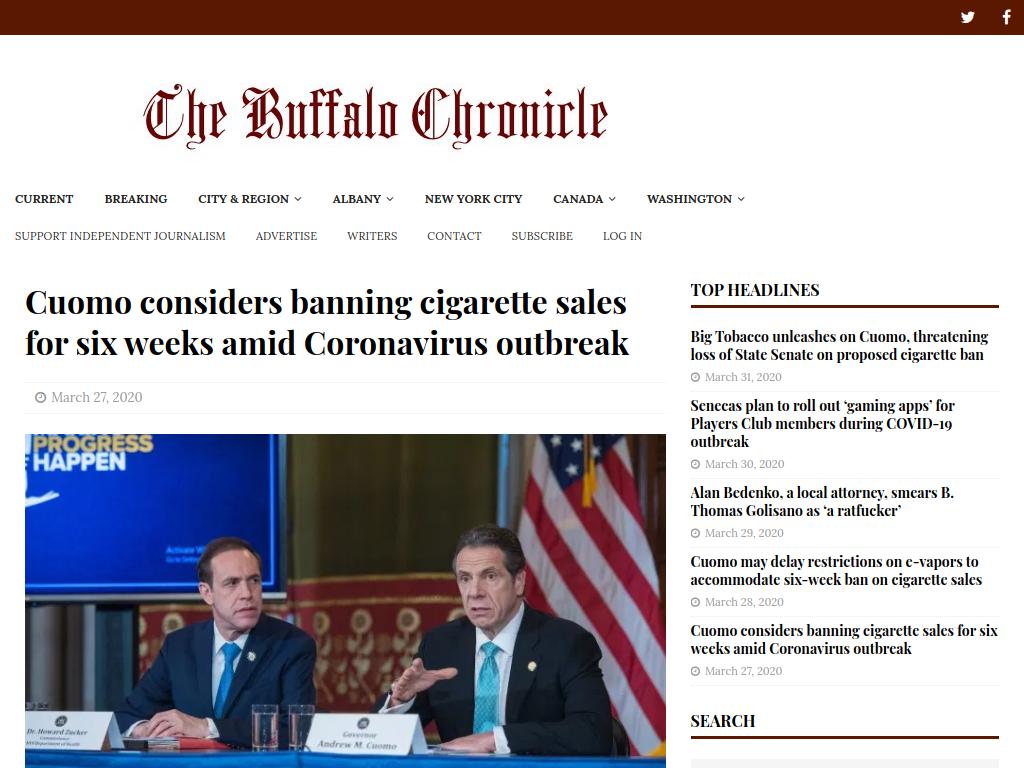 The Buffalo Chronicle
CURRENT
BREAKING
CITY & REGION
ALBANY
NEW YORK CITY
CANADA
WASHINGTON
SUPPORT INDEPENDENT JOURNALISM
ADVERTISE
WRITERS
CONTACT
SUBSCRIBE
LOG IN
Cuomo considers banning cigarette sales
for six weeks amid Coronavirus outbreak
March 27, 2020
PROGRESS
HAPPEN
Dr. Howard Zucker
Commissioner
Governor
Andrew M. Cuomo
TOP HEADLINES
Big Tobacco unleashes on Cuomo, threatening
loss of State Senate on proposed cigarette ban
March 31, 2020
Senecas plan to roll out ‘gaming apps’ for
Players Club members during COVID-19
outbreak
March 30, 2020
Alan Bedenko, a local attorney, smears B.
Thomas Golisano as ‘a ratfucker’
March 29, 2020
Cuomo may delay restrictions on e-vapors to
accommodate six-week ban on cigarette sales
March 28, 2020
Cuomo considers banning cigarette sales for six
weeks amid Coronavirus outbreak
March 27, 2020
SEARCH